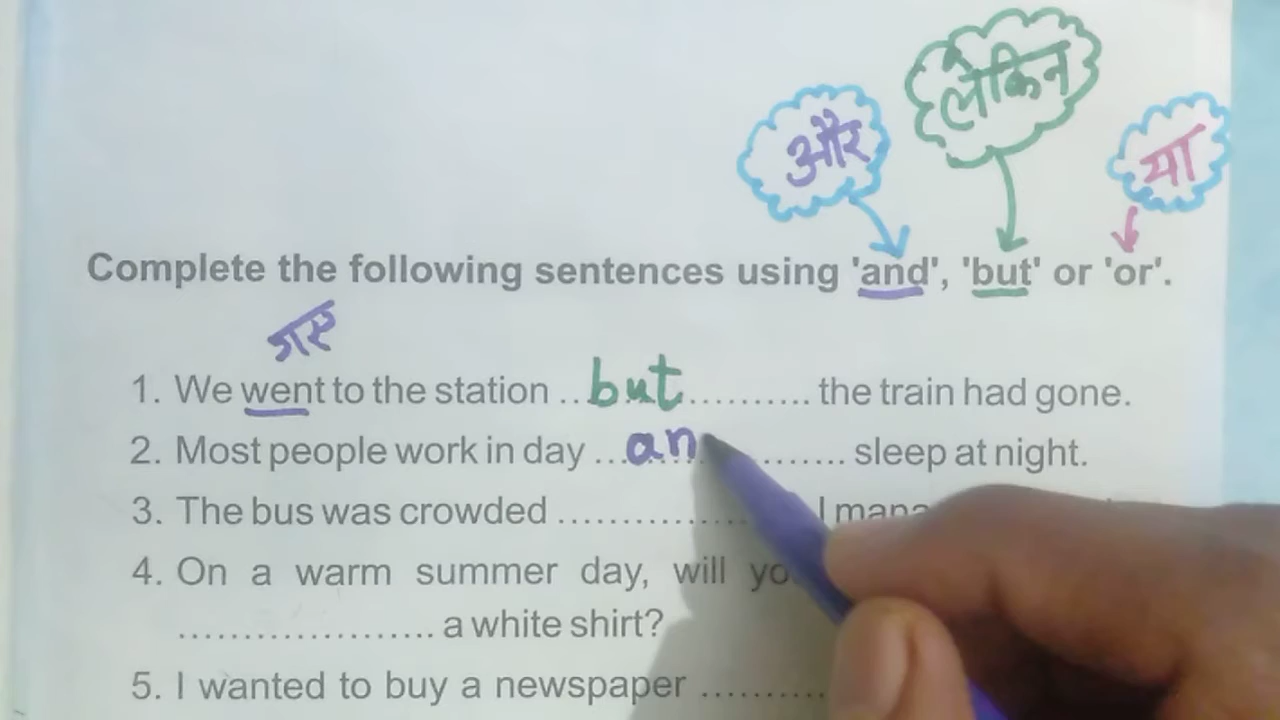 लेकिन
और
या
Complete the following sentences using 'and', 'but' or 'or'.
गए
1. We went to the station ..but.......... the train had gone.
2. Most people work in day ...an....... sleep at night.
3. The bus was crowded ................ I
4. On a warm summer day, will
..................... a white shirt?
5. I wanted to buy a newspaper ..........